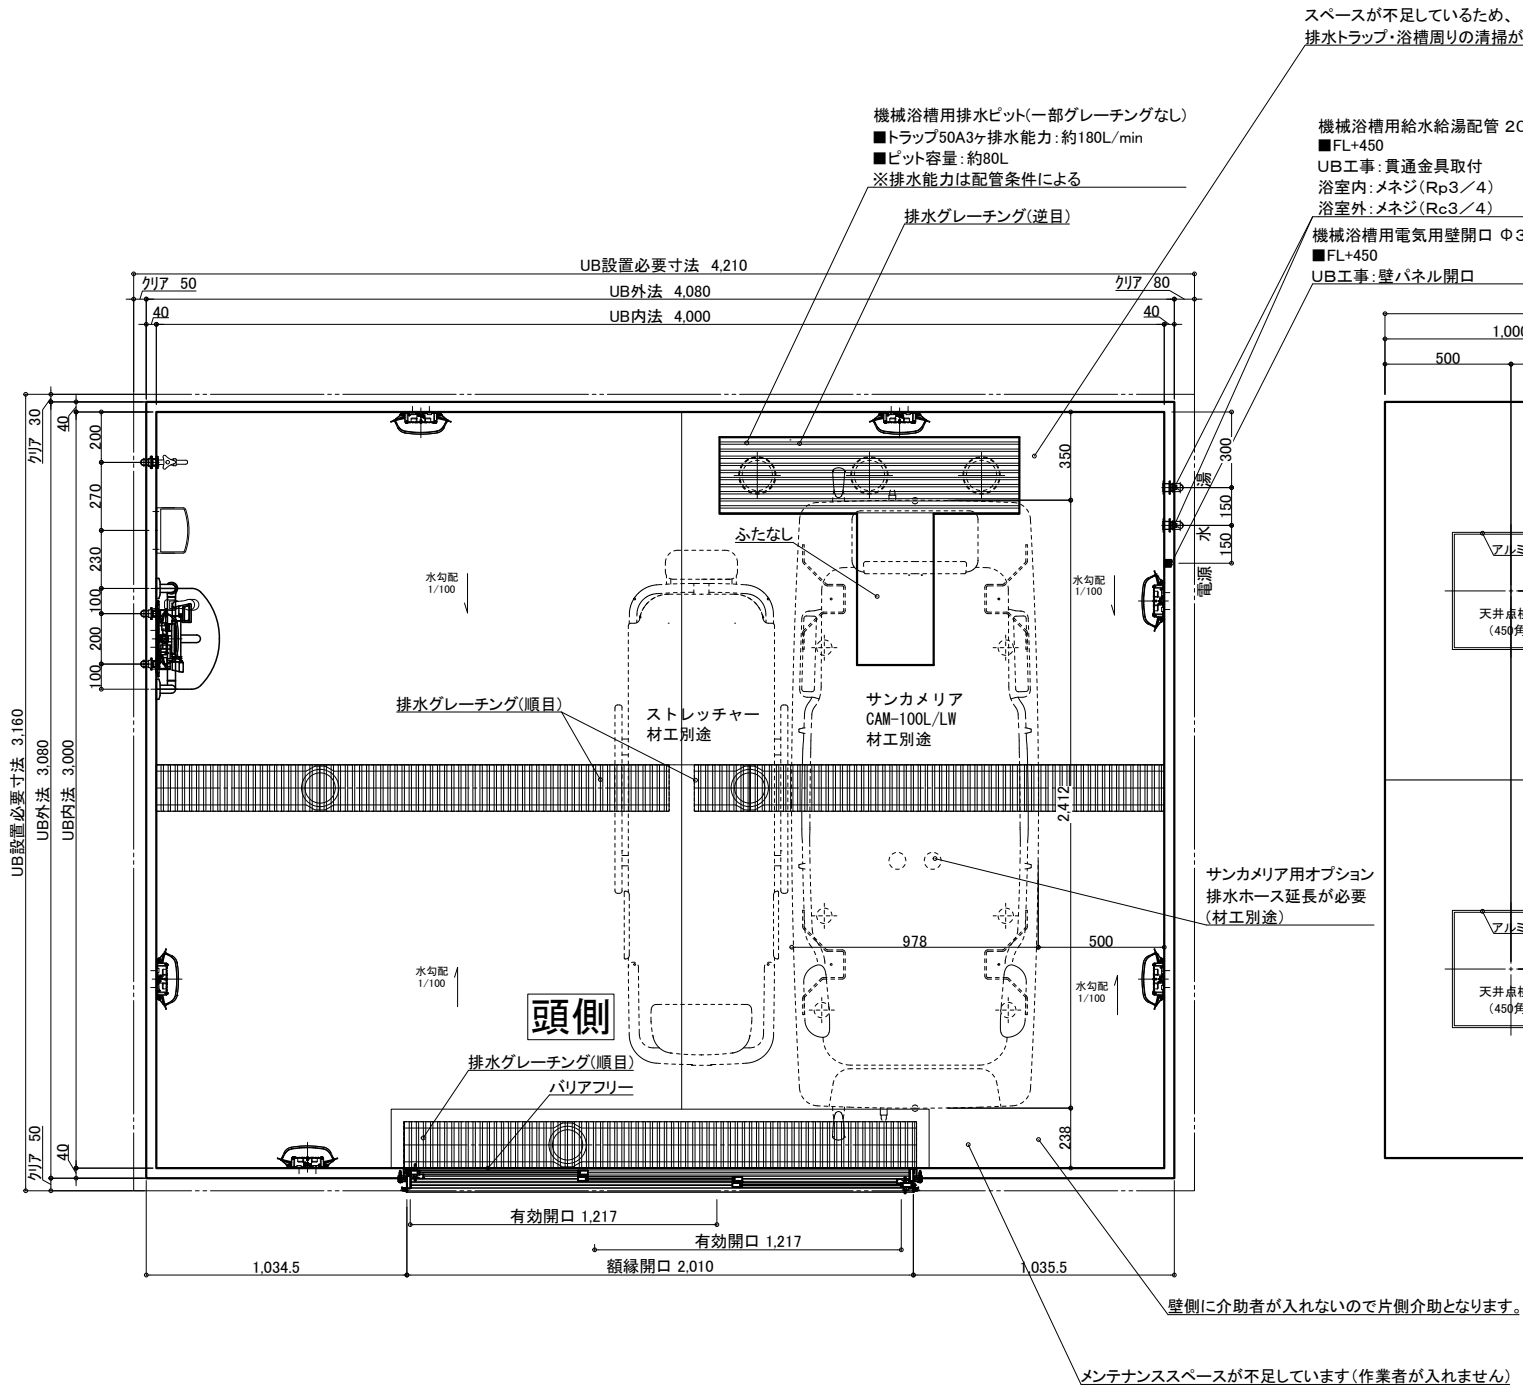 スペースが不足しているため、
排水トラップ・浴槽周りの清掃が
機械浴槽用排水ピット(一部グレーチングなし)
■トラップ50A3ヶ排水能力：約180L/min
■ピット容量：約80L
※排水能力は配管条件による
排水グレーチング(逆目)
機械浴槽用給水給湯配管 20
■FL+450
UB工事：貫通金具取付
浴室内：メネジ(Rp3／4)
浴室外：メネジ(Rc3／4)
機械浴槽用電気用壁開口 Φ3
■FL+450
UB工事：壁パネル開口
UB設置必要寸法 4,210
クリア 50
UB外法 4,080
クリア 80
40
UB内法 4,000
40
1,000
500
クリア 30
40
200
270
230
100
200
100
UB設置必要寸法 3,160
UB外法 3,080
UB内法 3,000
クリア 50
40
350
300
湯
150
水
150
電源
ふたなし
水勾配
1/100
水勾配
1/100
アルミ
天井点検
(450角
排水グレーチング(順目)
ストレッチャー
材工別途
サンカメリア
CAM-100L/LW
材工別途
2,412
サンカメリア用オプション
排水ホース延長が必要
(材工別途)
978
500
アルミ
天井点検
(450角
水勾配
1/100
水勾配
1/100
頭側
排水グレーチング(順目)
バリアフリー
238
有効開口 1,217
有効開口 1,217
1,034.5
額縁開口 2,010
1,035.5
壁側に介助者が入れないので片側介助となります。
メンテナンススペースが不足しています(作業者が入れません)